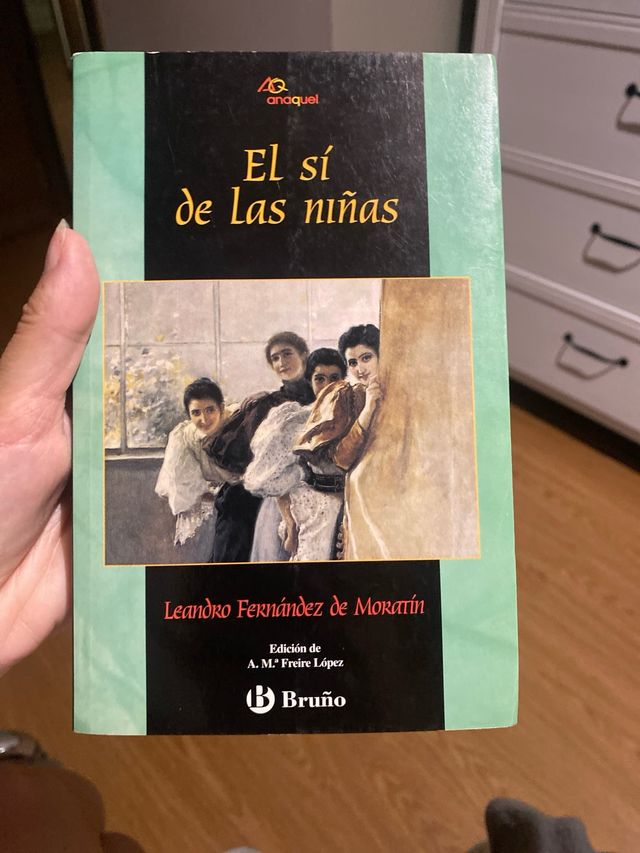 AQ
anaquel
El sí
de las niñas
Leandro Fernández de Moratín
Edición de
A. M.ª Freire López
B Bruño